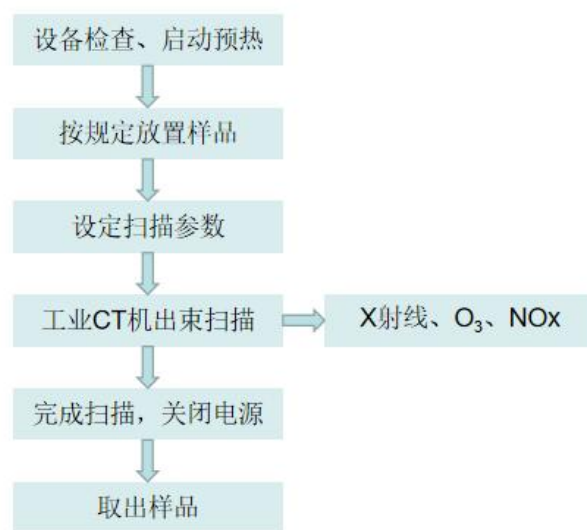 设备检查、启动预热
按规定放置样品
设定扫描参数
工业CT机出束扫描
X射线、O₃、NOx
完成扫描，关闭电源
取出样品